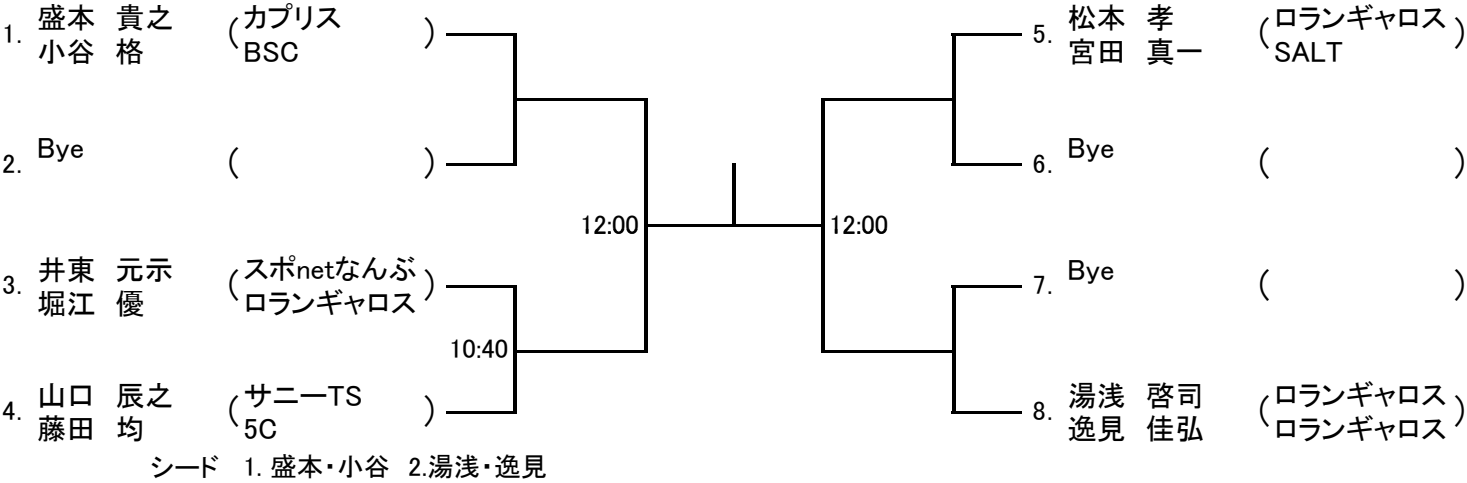 1. 盛本 貴之 (カプリス
小谷 格 BSC )
2. Bye ( )
12:00
3. 井東 元示 (スポnetなんぶ
堀江 優 ロランギャロス)
10:40
4. 山口 辰之 (サニーTS
藤田 均 5C )
5. 松本 孝 (ロランギャロス
宮田 真一 SALT )
6. Bye ( )
12:00
7. Bye ( )
8. 湯浅 啓司 (ロランギャロス
逸見 佳弘 ロランギャロス)
シード 1. 盛本・小谷 2.湯浅・逸見